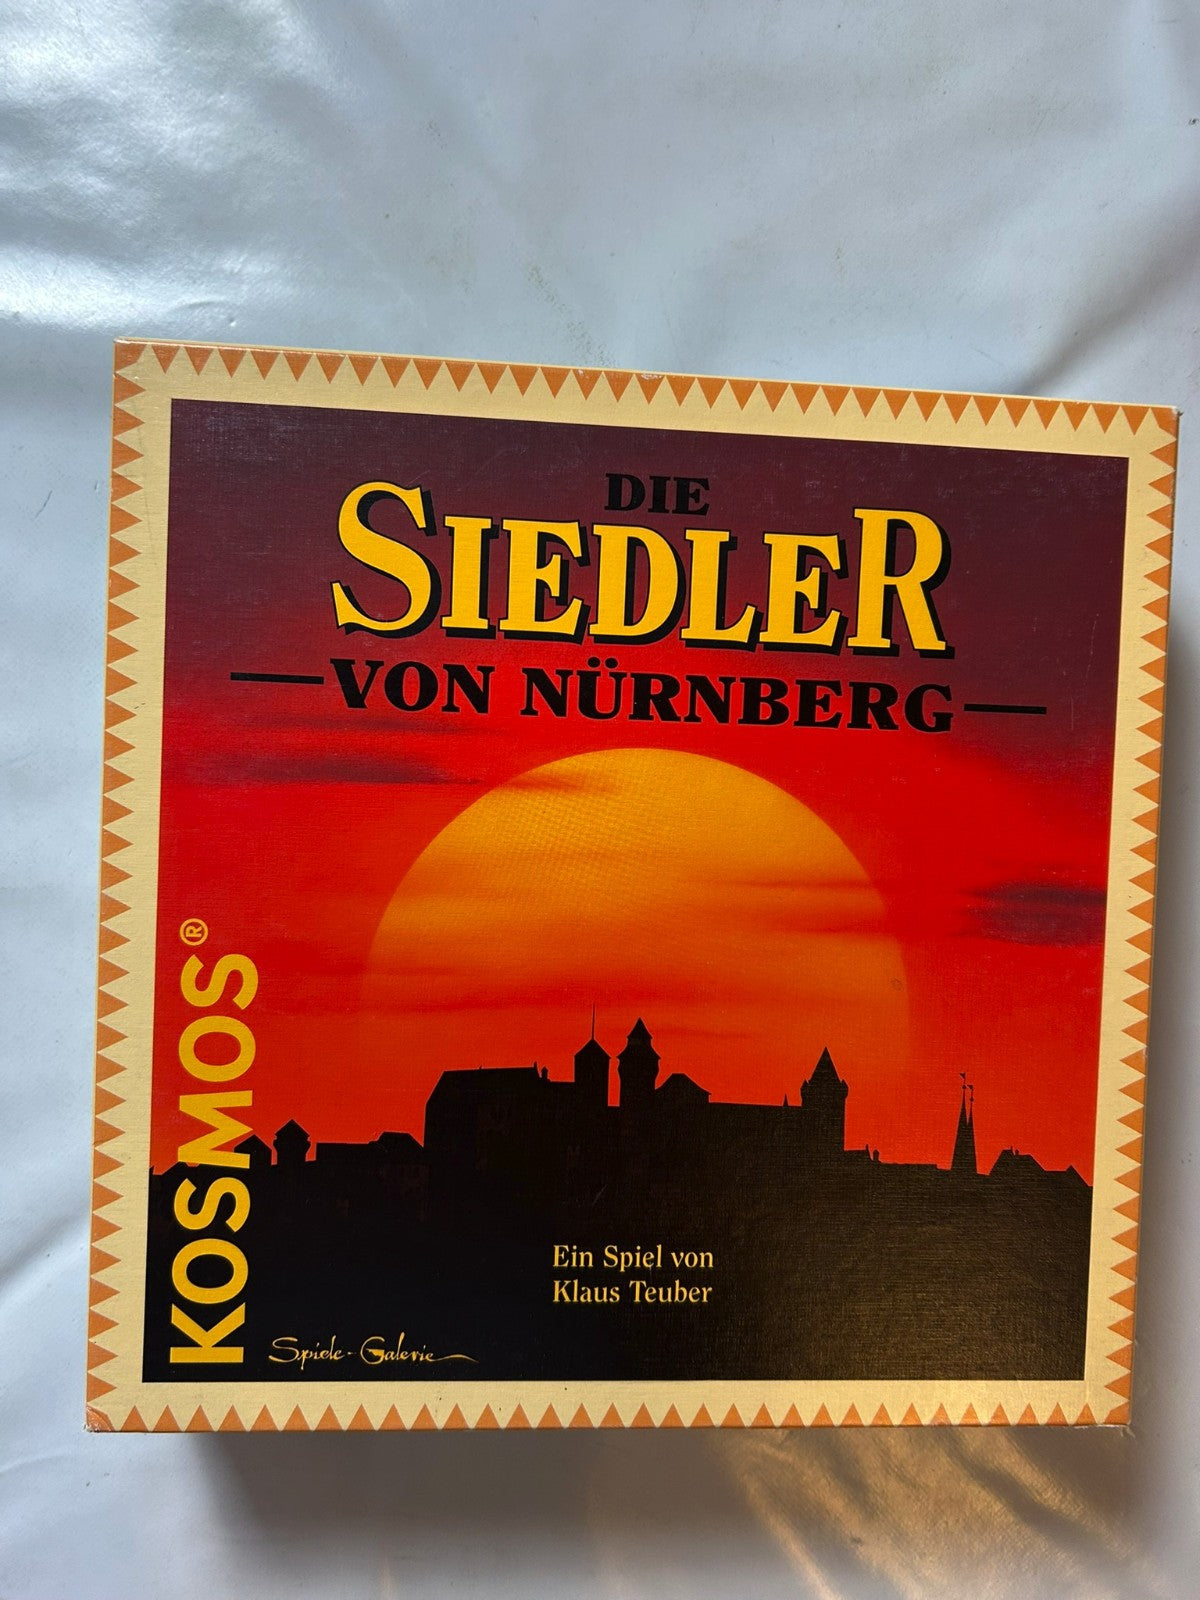 DIE
SIEDLER
VON NÜRNBERG
KOSMOS®
Ein Spiel von
Klaus Teuber
Spiele-Galerie